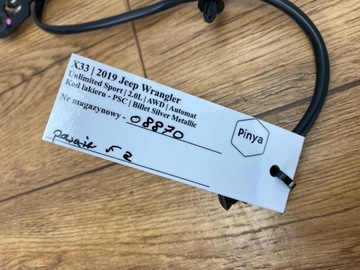 X33 | 2019 Jeep Wrangler
Unlimited Sport | 2.0L | AWD | Automat
Kod lakieru - PSC | Billet Silver Metallic
Nr magazynowy - 08870
Pinya